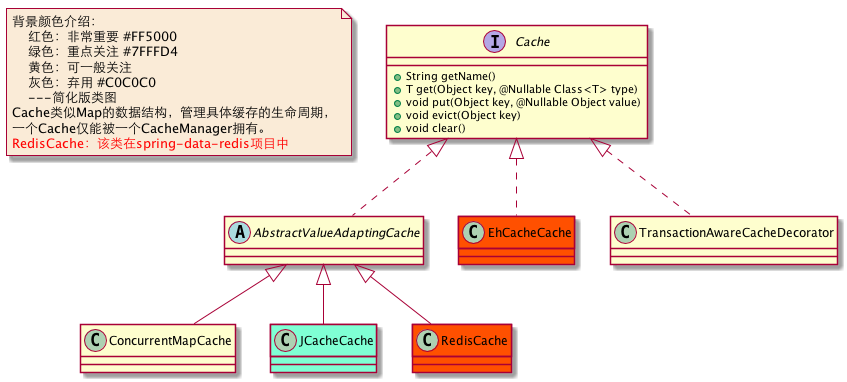 背景颜色介绍：
红色：非常重要 #FF5000
绿色：重点关注 #7FFFD4
黄色：可一般关注
灰色：弃用 #C0C0C0
---简化版类图
Cache类似Map的数据结构，管理具体缓存的生命周期，
一个Cache仅能被一个CacheManager拥有。
RedisCache：该类在spring-data-redis项目中
I Cache
String getName()
T get(Object key, @Nullable Class<T> type)
void put(Object key, @Nullable Object value)
void evict(Object key)
void clear()
A AbstractValueAdaptingCache
C EhCacheCache
C TransactionAwareCacheDecorator
C ConcurrentMapCache
C JCacheCache
C RedisCache